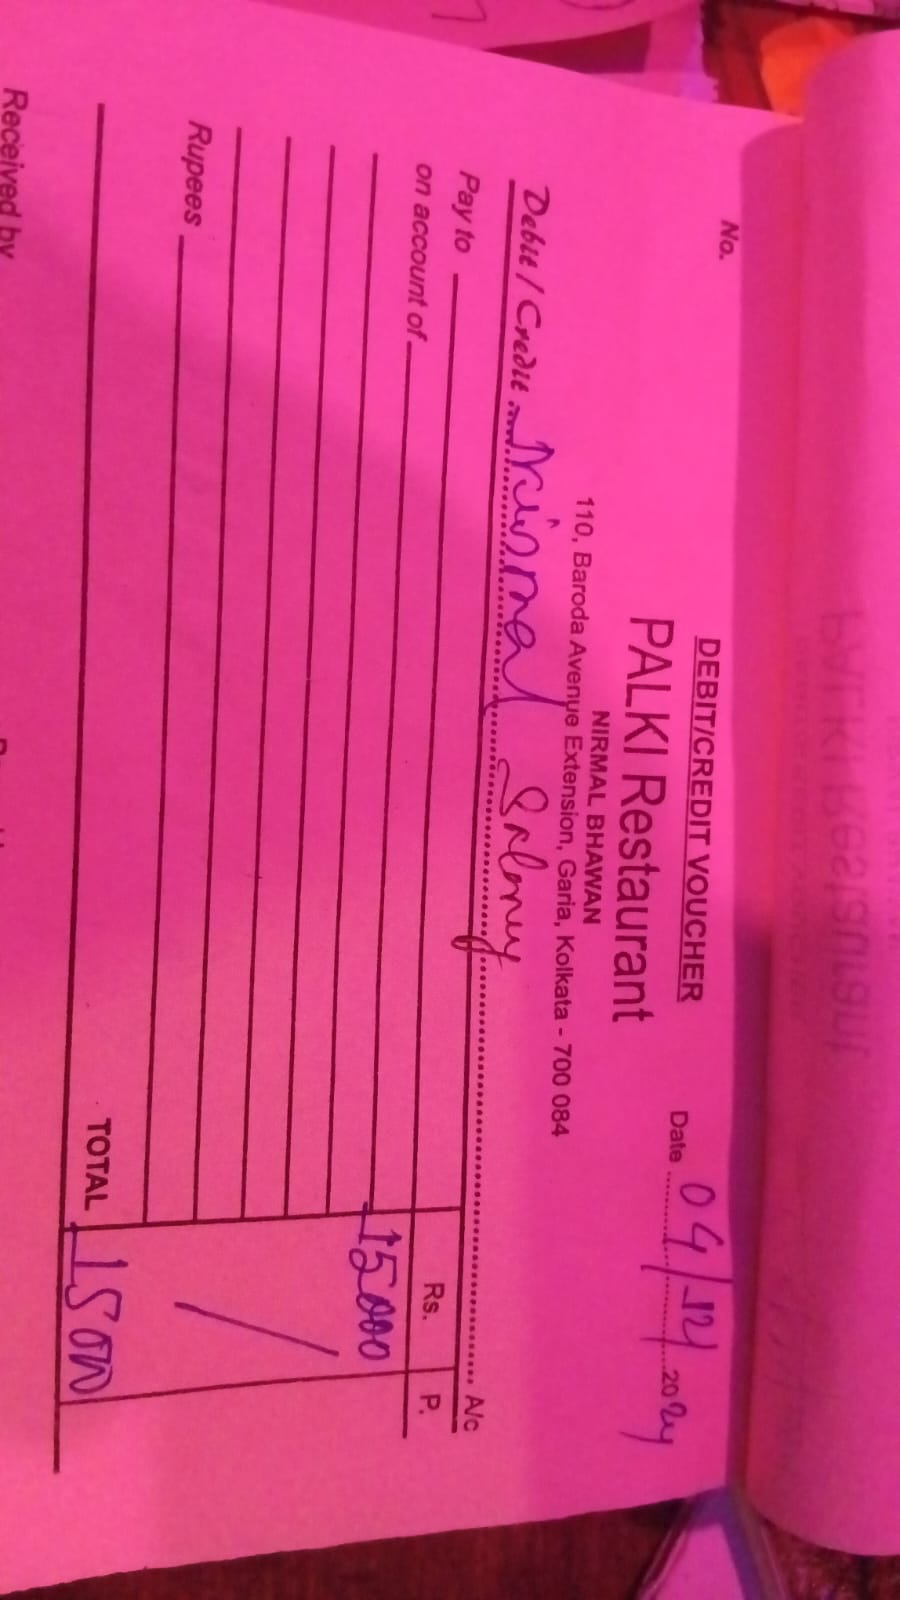 No.
DEBIT/CREDIT VOUCHER
PALKI Restaurant
NIRMAL BHAWAN
110, Baroda Avenue Extension, Garia, Kolkata - 700 084
Date 04/12/2024
Debit / Credit Nirmal Salary A/c
Pay to
on account of
Rs. P.
15000
Rupees
TOTAL 15000
Received by